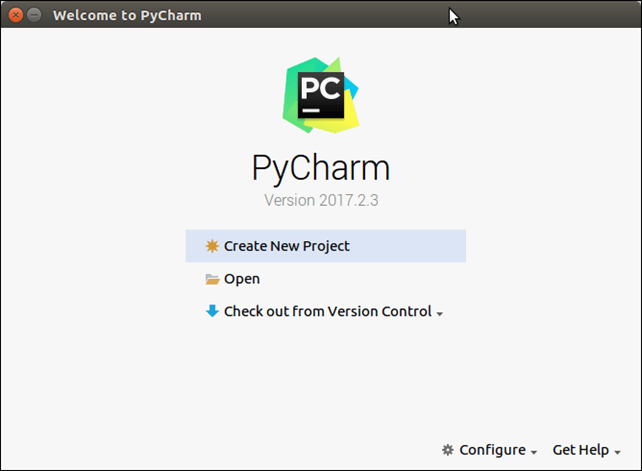 Welcome to PyCharm
PC
PyCharm
Version 2017.2.3
Create New Project
Open
Check out from Version Control
Configure Get Help